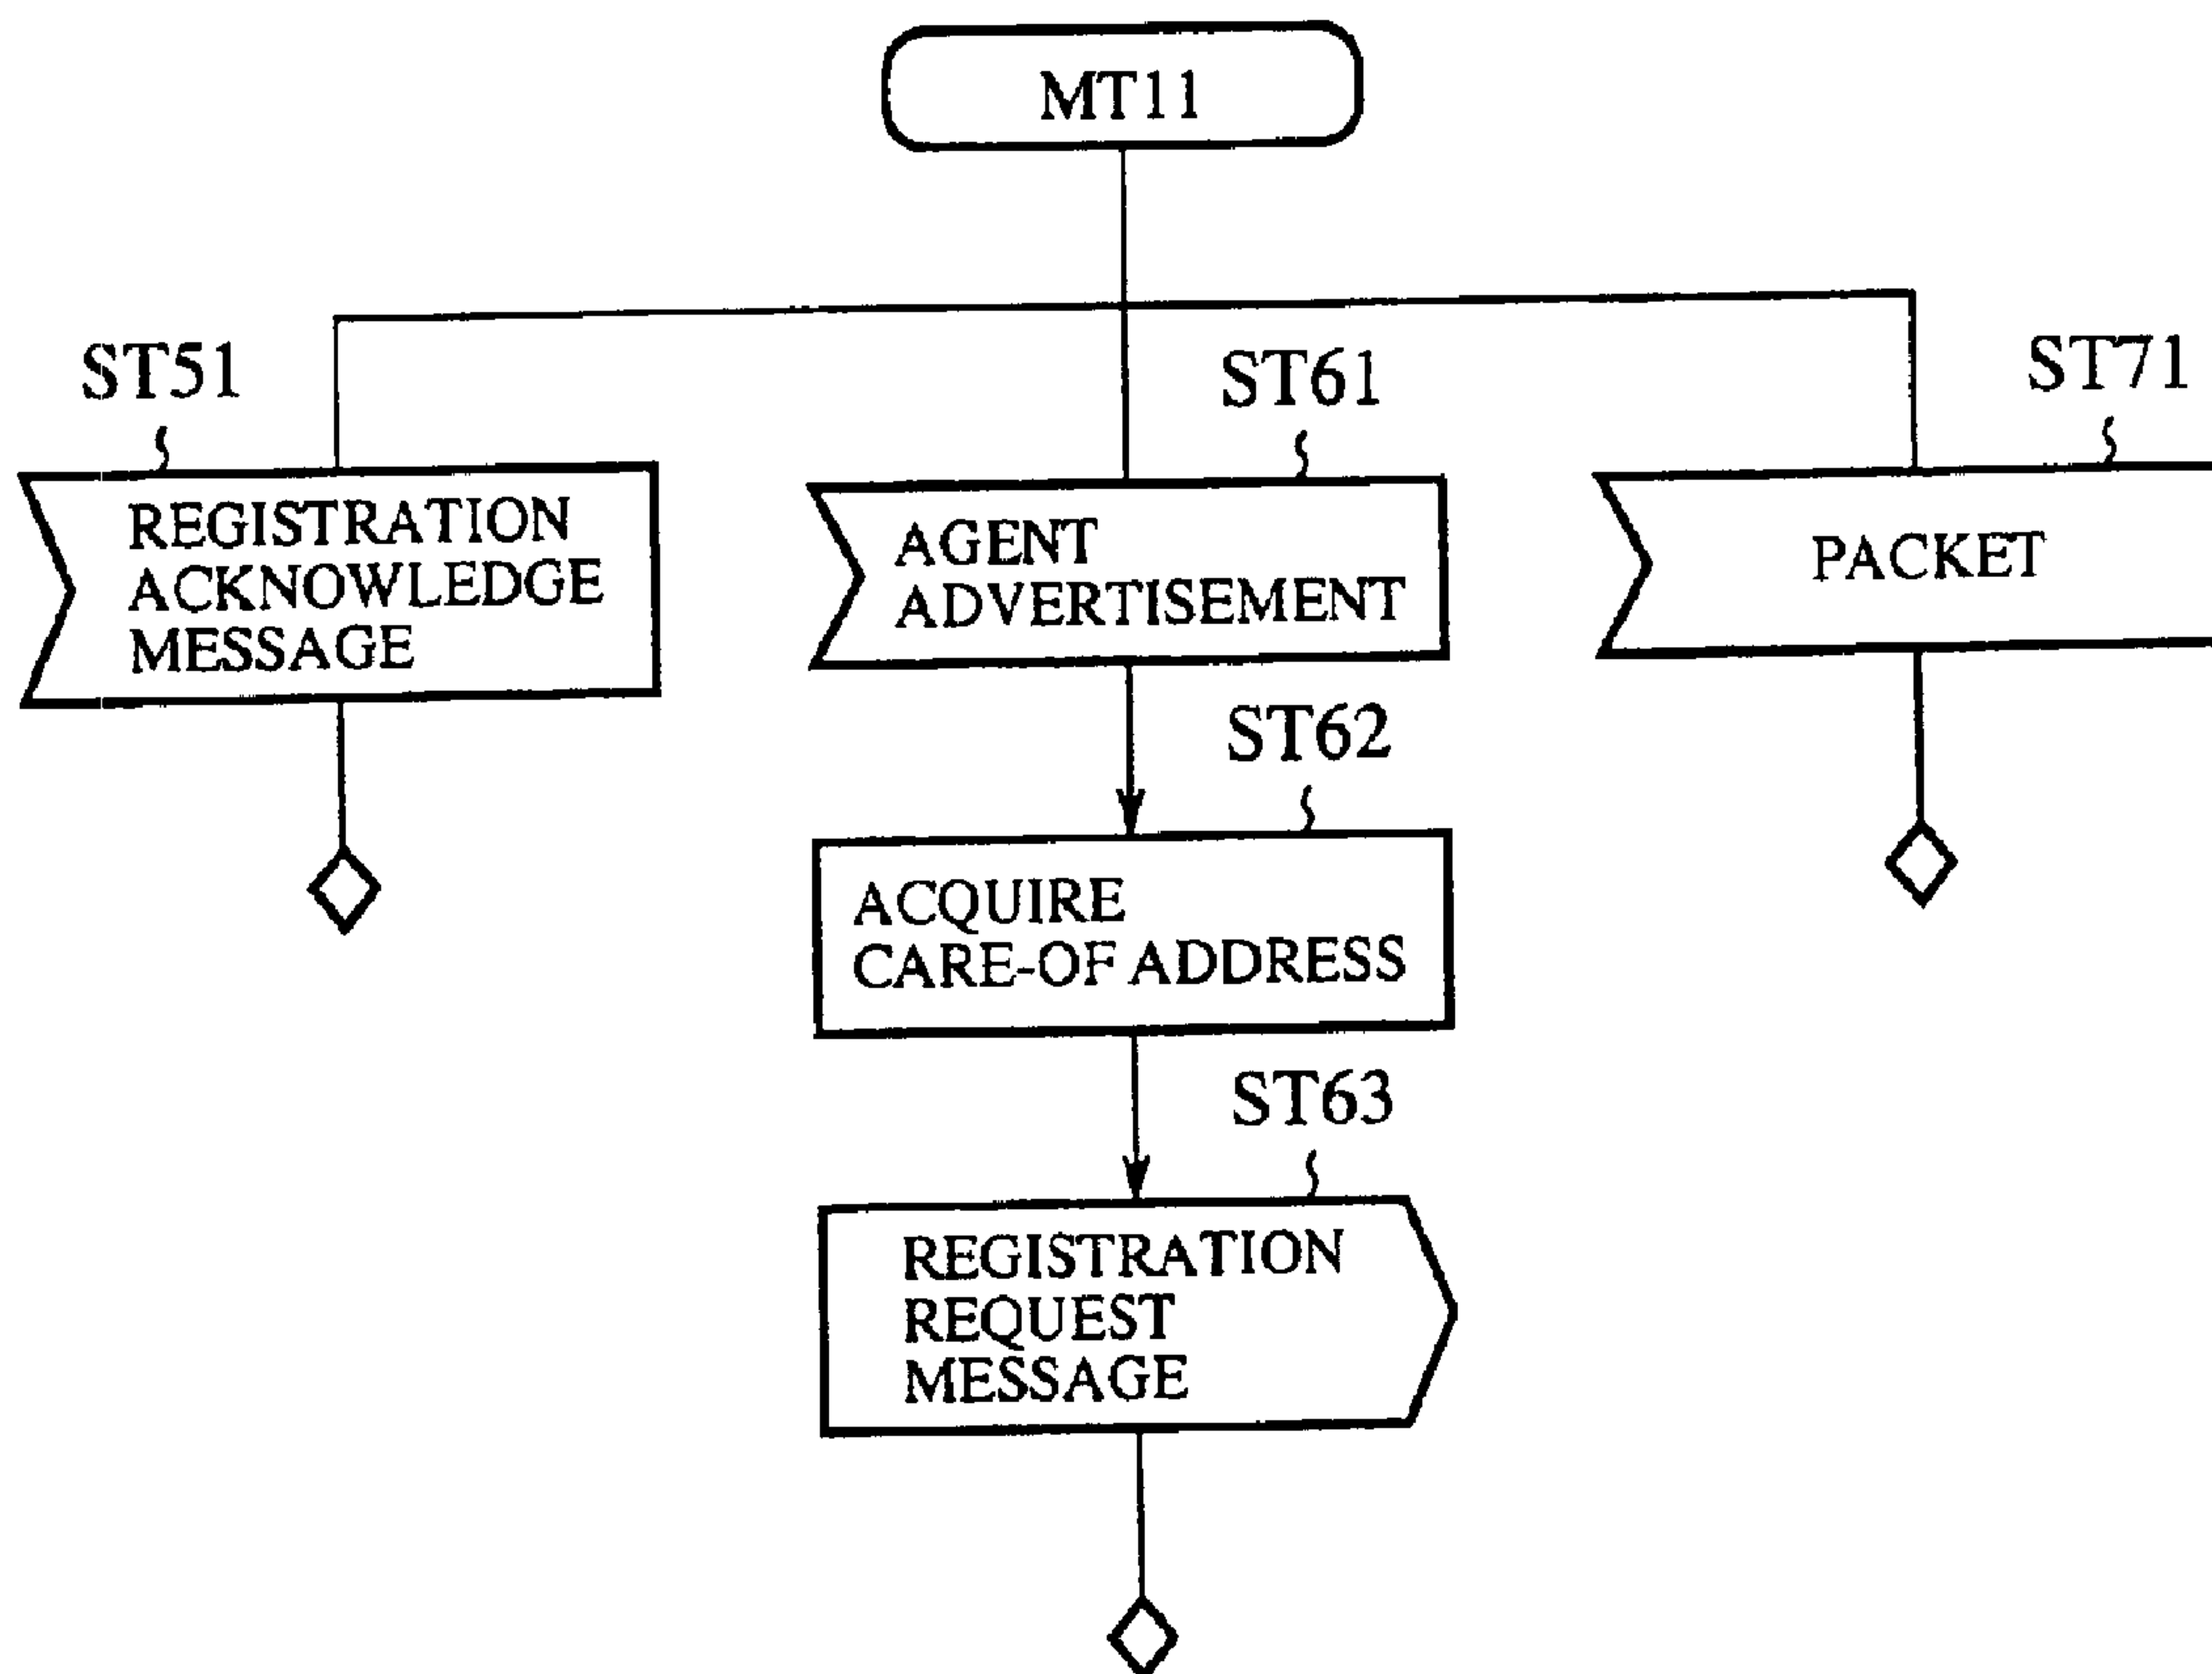 MT11
ST51
REGISTRATION
ACKNOWLEDGE
MESSAGE
ST61
AGENT
ADVERTISEMENT
ST71
PACKET
ST62
ACQUIRE
CARE-OF ADDRESS
ST63
REGISTRATION
REQUEST
MESSAGE